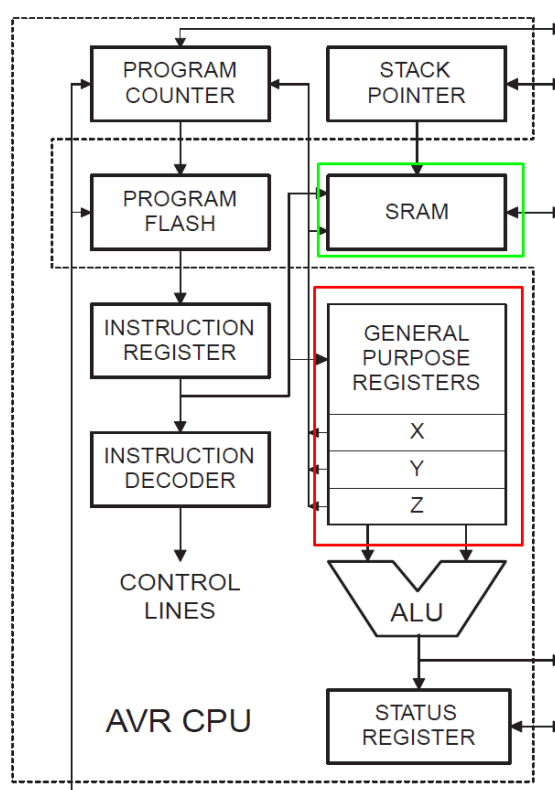 PROGRAM
COUNTER
STACK
POINTER
PROGRAM
FLASH
SRAM
INSTRUCTION
REGISTER
GENERAL
PURPOSE
REGISTERS
X
Y
Z
INSTRUCTION
DECODER
CONTROL
LINES
ALU
AVR CPU
STATUS
REGISTER